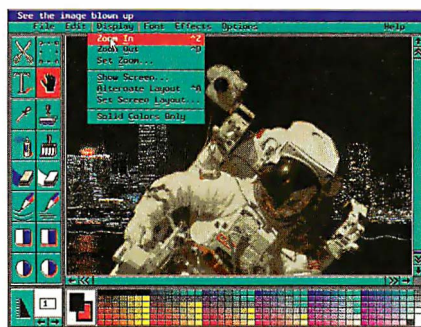 See the image blown up
File Edit Display Font Effects Options Help
Zoom In ^Z
Zoom Out ^O
Set Zoom...
Show Screen...
Alternate Layout ^A
Set Screen Layout...
Solid Colors Only
T
1